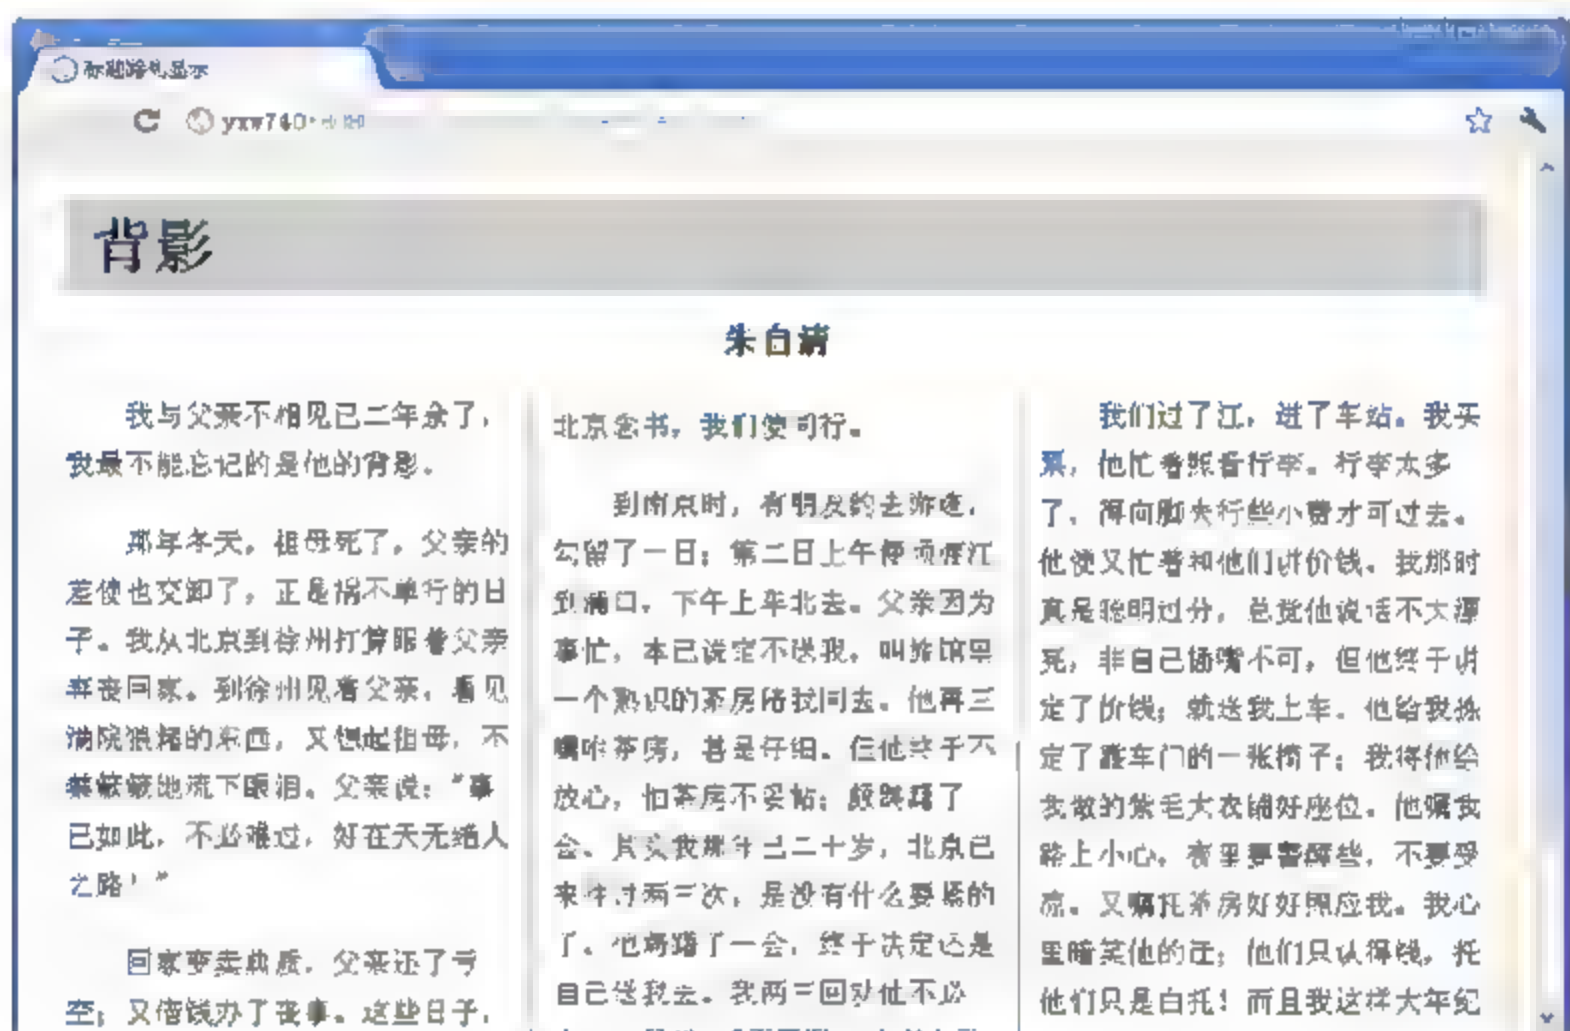 标题跨列显示
背影
朱自清
我与父亲不相见已二年余了，
我最不能忘记的是他的背影。
那年冬天，祖母死了，父亲的
差使也交卸了，正是祸不单行的日
子。我从北京到徐州打算跟着父亲
奔丧回家。到徐州见着父亲，看见
满院狼藉的东西，又想起祖母，不
禁簌簌地流下眼泪。父亲说：“事
已如此，不必难过，好在天无绝人
之路！”
回家变卖典质，父亲还了亏
空；又借钱办了丧事。这些日子，
北京念书，我们便同行。
到南京时，有朋友约去游逛，
勾留了一日；第二日上午便须渡江
到浦口，下午上车北去。父亲因为
事忙，本已说定不送我，叫旅馆里
一个熟识的茶房陪我同去。他再三
嘱咐茶房，甚是仔细。但他终于不
放心，怕茶房不妥帖；颇踌躇了
会。其实我那年已二十岁，北京已
来往过两三次，是没有什么要紧的
了。他踌躇了一会，终于决定还是
自己送我去。我两三回劝他不必
我们过了江，进了车站。我买
票，他忙着照看行李。行李太多
了，得向脚夫行些小费才可过去。
他便又忙着和他们讲价钱。我那时
真是聪明过分，总觉他说话不大漂
亮，非自己插嘴不可，但他终于讲
定了价钱；就送我上车。他给我拣
定了靠车门的一张椅子；我将他给
我做的紫毛大衣铺好座位。他嘱我
路上小心，夜里要警醒些，不要受
凉。又嘱托茶房好好照应我。我心
里暗笑他的迂；他们只认得钱，托
他们只是白托！而且我这样大年纪